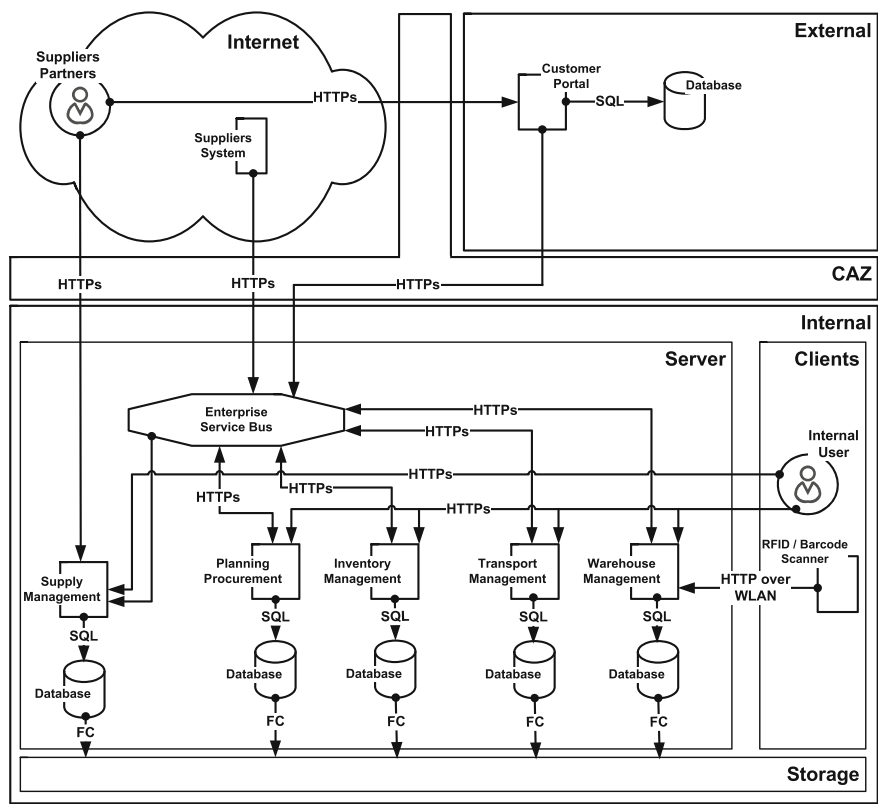 Internet
External
Suppliers
Partners
HTTPs
Customer
Portal
SQL
Database
Suppliers
System
HTTPs
HTTPs
HTTPs
CAZ
Internal
Server
Clients
Enterprise
Service Bus
HTTPs
HTTPs
Internal
User
HTTPs
HTTPs
HTTPs
HTTPs
Supply
Management
Planning
Procurement
Inventory
Management
Transport
Management
Warehouse
Management
RFID / Barcode
Scanner
HTTP over
WLAN
SQL
SQL
SQL
SQL
SQL
Database
Database
Database
Database
Database
FC
FC
FC
FC
FC
Storage